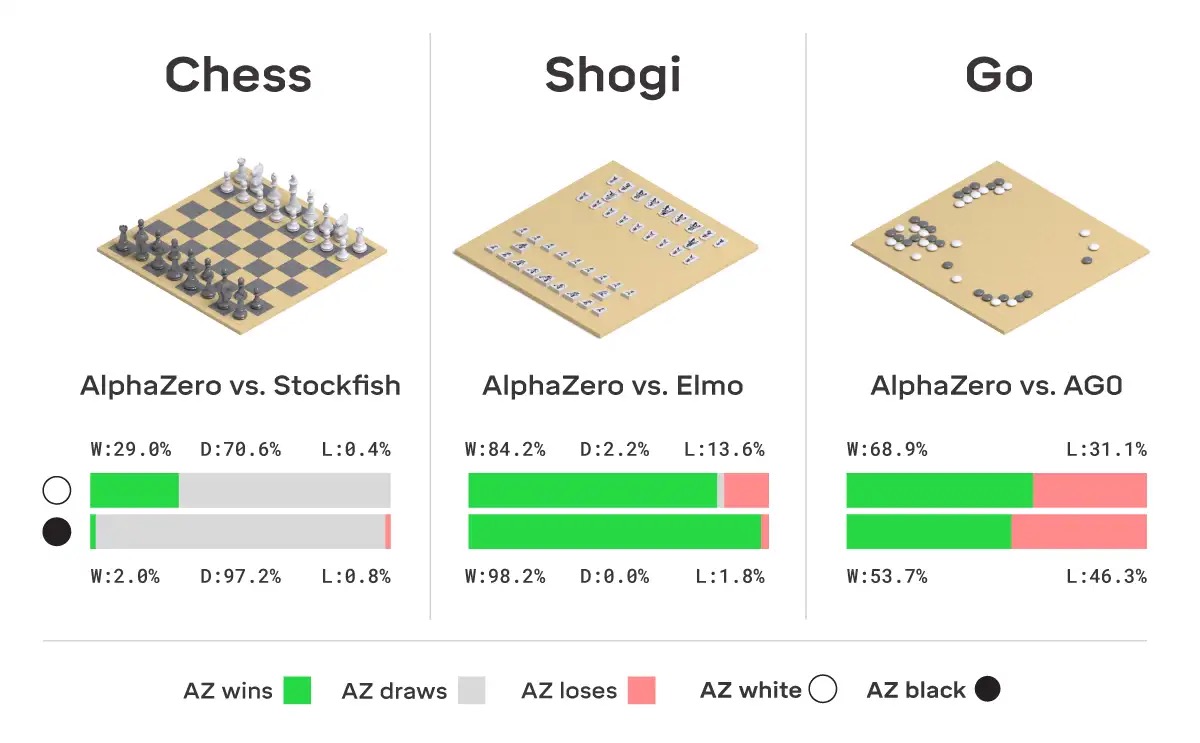 Chess
Shogi
Go
AlphaZero vs. Stockfish
AlphaZero vs. Elmo
AlphaZero vs. AG0
W:29.0% D:70.6% L:0.4%
W:84.2% D:2.2% L:13.6%
W:68.9% L:31.1%
W:2.0% D:97.2% L:0.8%
W:98.2% D:0.0% L:1.8%
W:53.7% L:46.3%
AZ wins
AZ draws
AZ loses
AZ white
AZ black